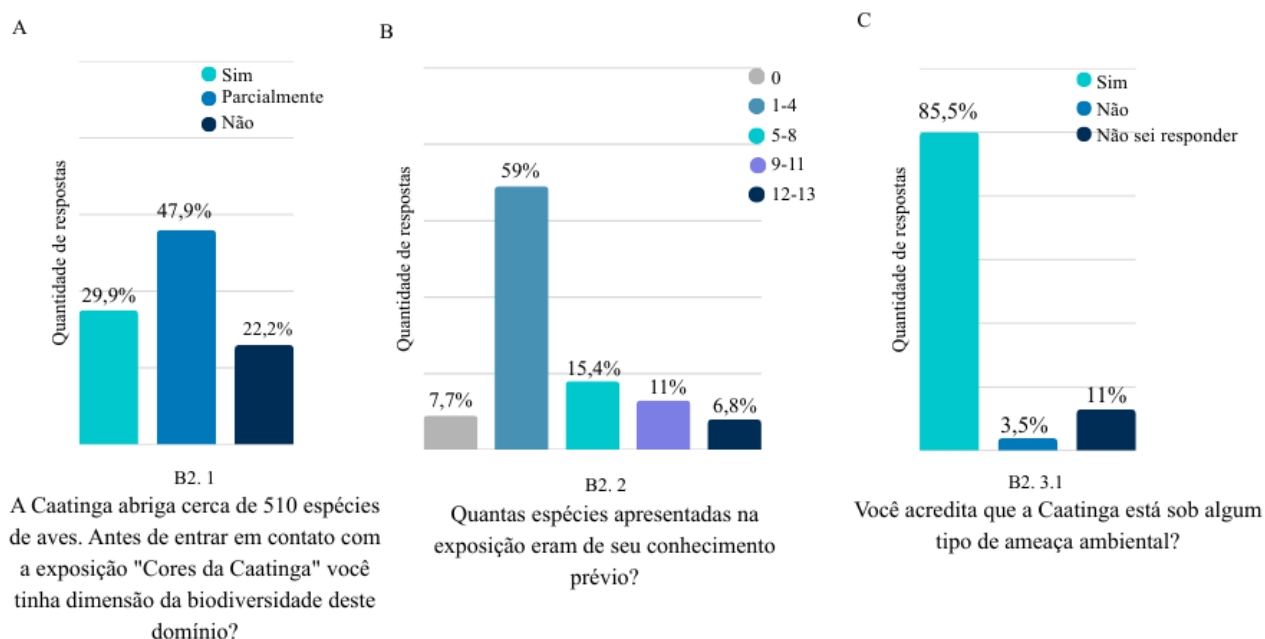 A
Sim
Parcialmente
Não
Quantidade de respostas
29,9%
47,9%
22,2%
B2. 1
A Caatinga abriga cerca de 510 espécies
de aves. Antes de entrar em contato com
a exposição "Cores da Caatinga" você
tinha dimensão da biodiversidade deste
domínio?
B
0
1-4
5-8
9-11
12-13
Quantidade de respostas
7,7%
59%
15,4%
11%
6,8%
B2. 2
Quantas espécies apresentadas na
exposição eram de seu conhecimento
prévio?
C
Sim
Não
Não sei responder
Quantidade de respostas
85,5%
3,5%
11%
B2. 3.1
Você acredita que a Caatinga está sob algum
tipo de ameaça ambiental?